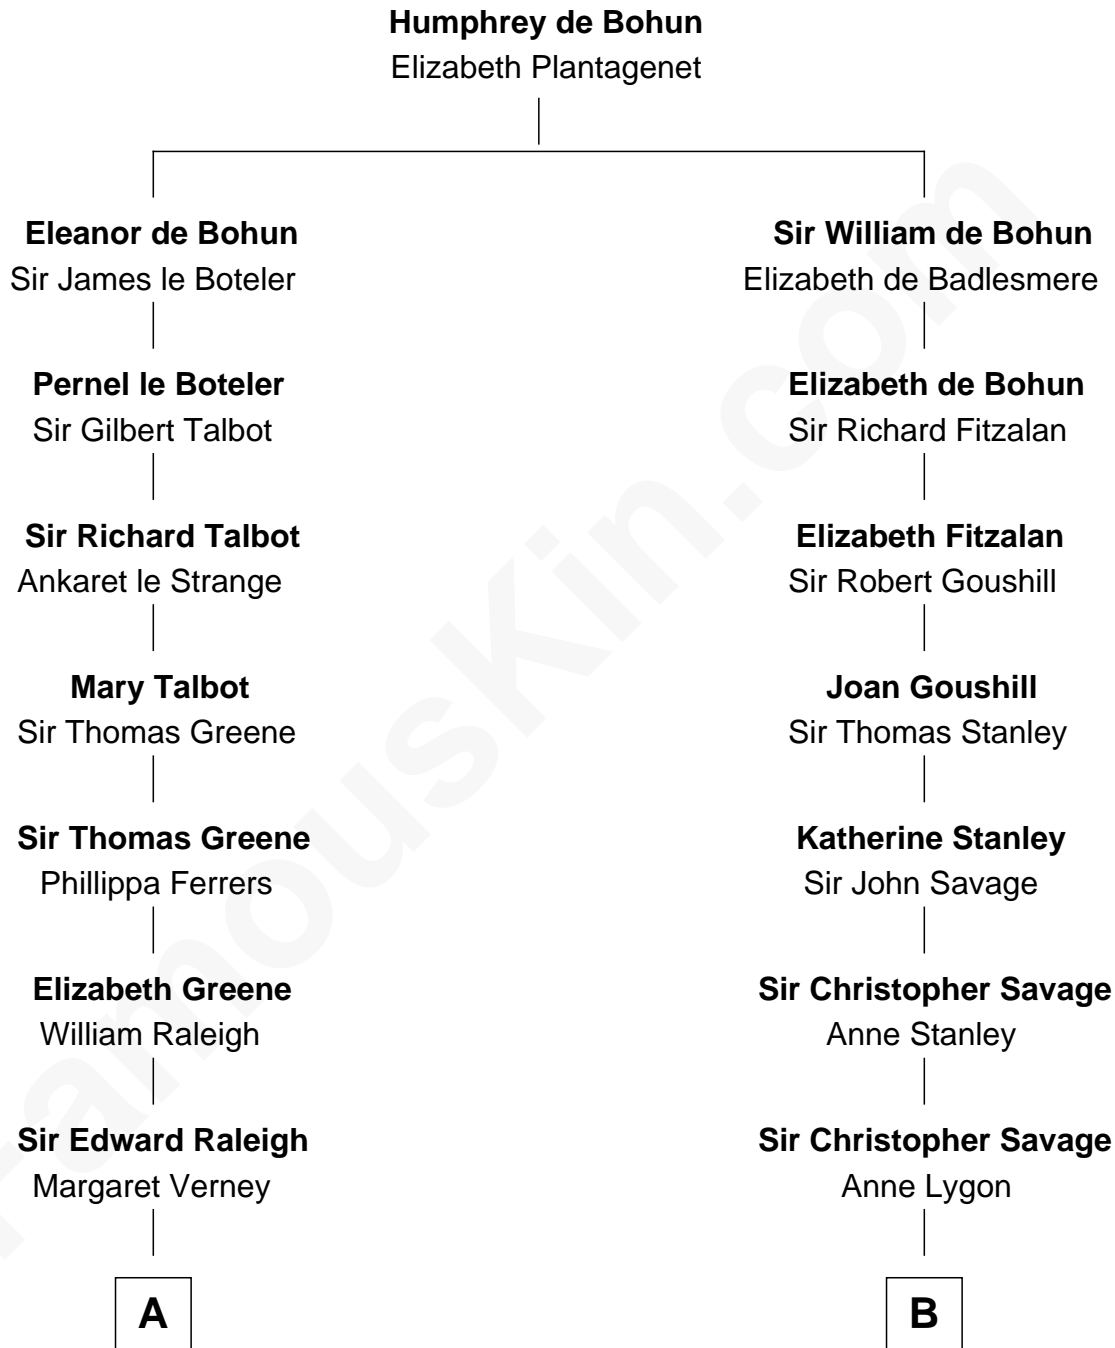 Humphrey de Bohun
Elizabeth Plantagenet
Eleanor de Bohun
Sir James le Boteler
Sir William de Bohun
Elizabeth de Badlesmere
Pernel le Boteler
Sir Gilbert Talbot
Elizabeth de Bohun
Sir Richard Fitzalan
Sir Richard Talbot
Ankaret le Strange
Elizabeth Fitzalan
Sir Robert Goushill
Mary Talbot
Sir Thomas Greene
Joan Goushill
Sir Thomas Stanley
Sir Thomas Greene
Phillippa Ferrers
Katherine Stanley
Sir John Savage
Elizabeth Greene
William Raleigh
Sir Christopher Savage
Anne Stanley
Sir Edward Raleigh
Margaret Verney
Sir Christopher Savage
Anne Lygon
A
B
FamousKin.com